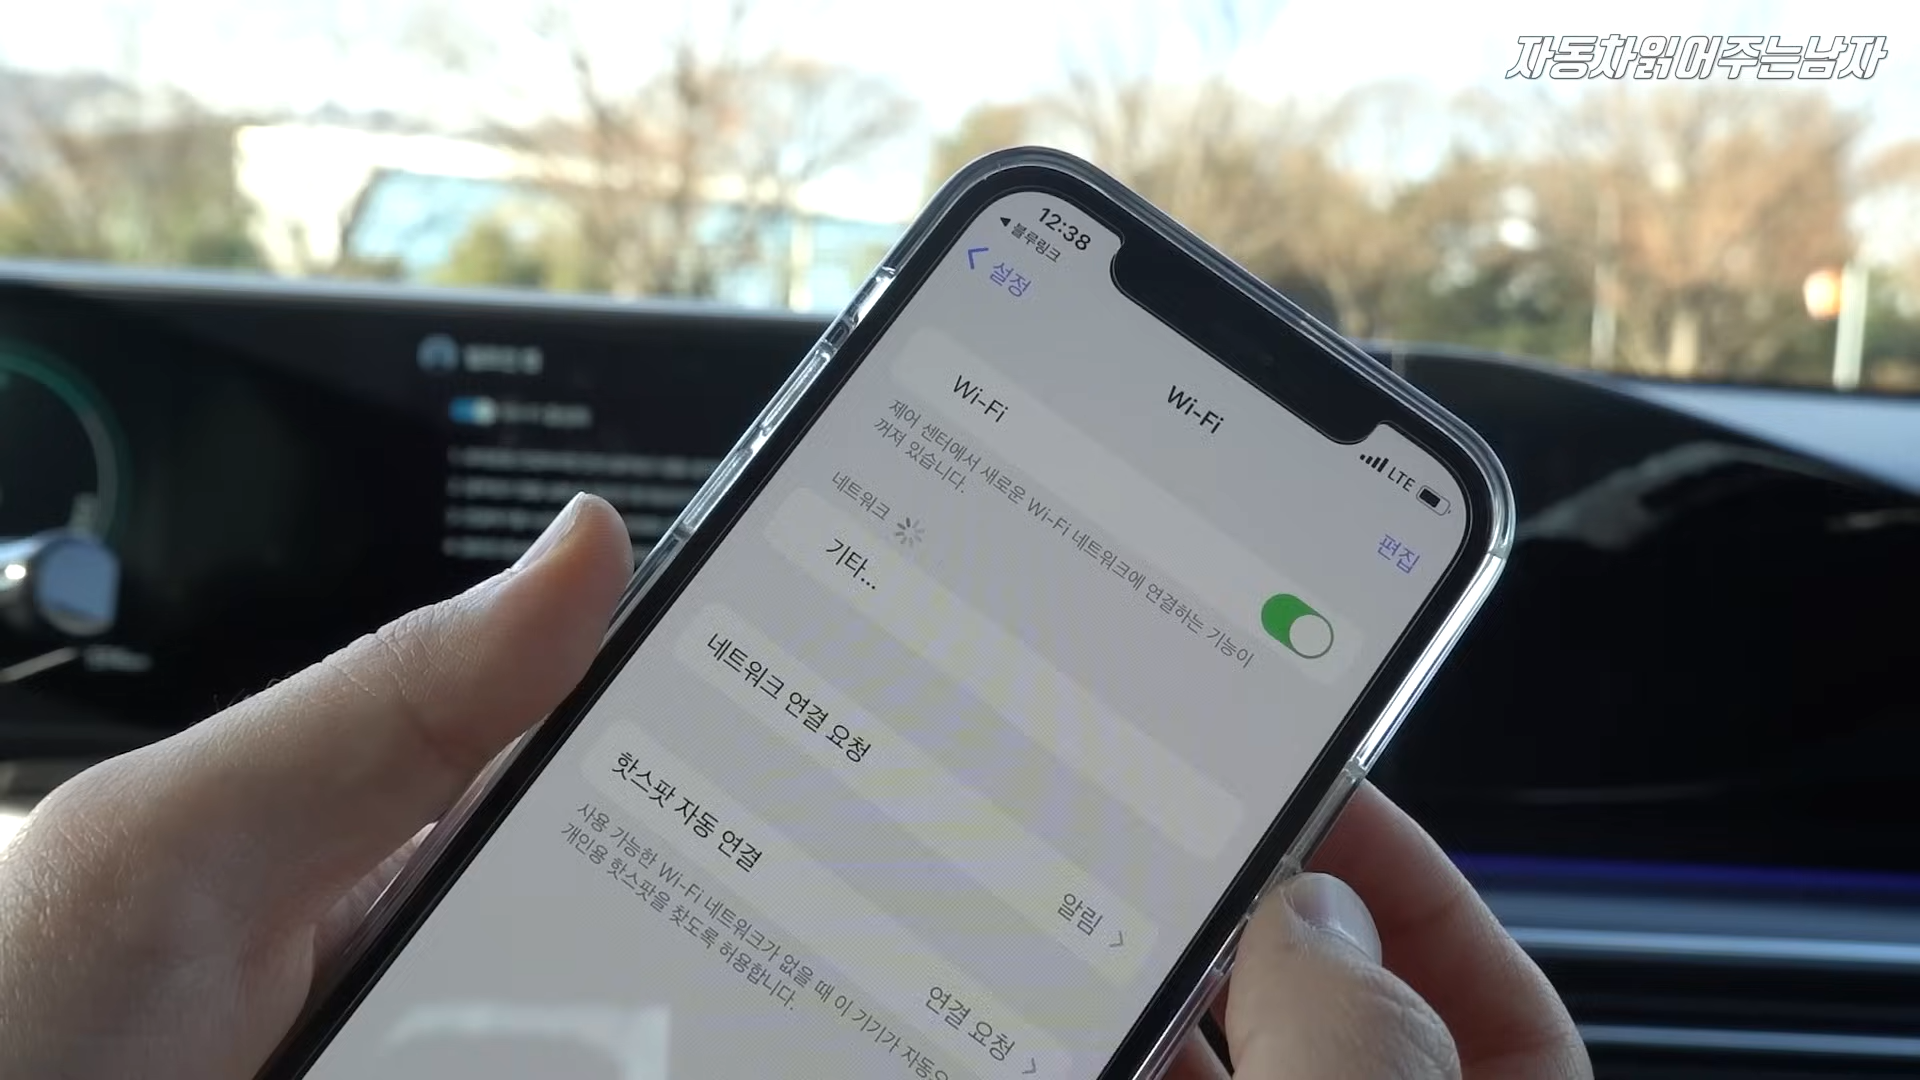 자동차읽어주는남자
12:38
◀ 블루링크
LTE
설정
편집
Wi-Fi
Wi-Fi
제어 센터에서 새로운 Wi-Fi 네트워크에 연결하는 기능이
꺼져 있습니다.
네트워크
기타...
네트워크 연결 요청
알림
핫스팟 자동 연결
연결 요청
사용 가능한 Wi-Fi 네트워크가 없을 때 이 기기가 자동으
개인용 핫스팟을 찾도록 허용합니다.